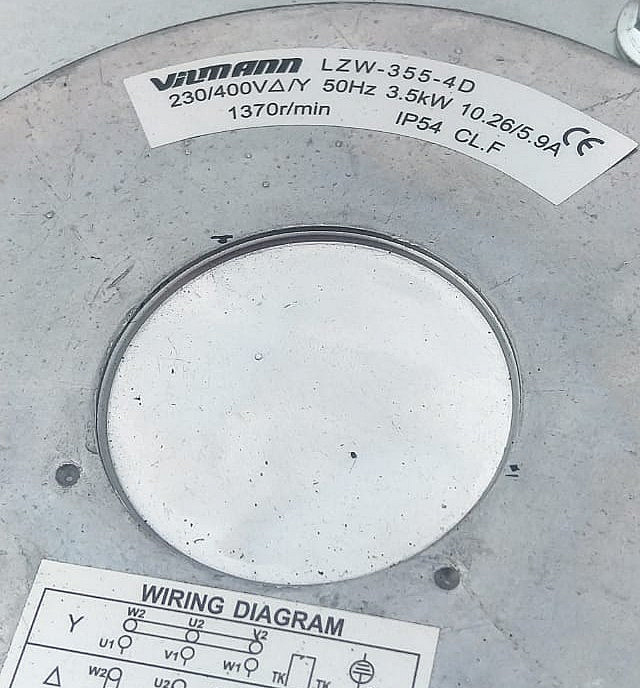 VILMANN LZW-355-4D
230/400VΔ/Y 50Hz 3.5kW 10.26/5.9A CE
1370r/min IP54 CL.F
WIRING DIAGRAM
W2 U2 V2
Y
U1 V1 W1 TK TK
Δ W2 U2